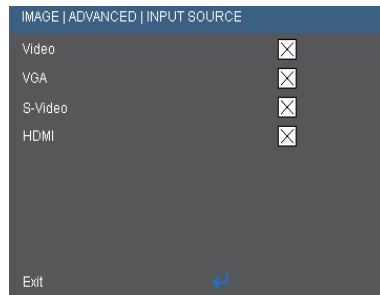 IMAGE | ADVANCED | INPUT SOURCE
Video
VGA
S-Video
HDMI
Exit